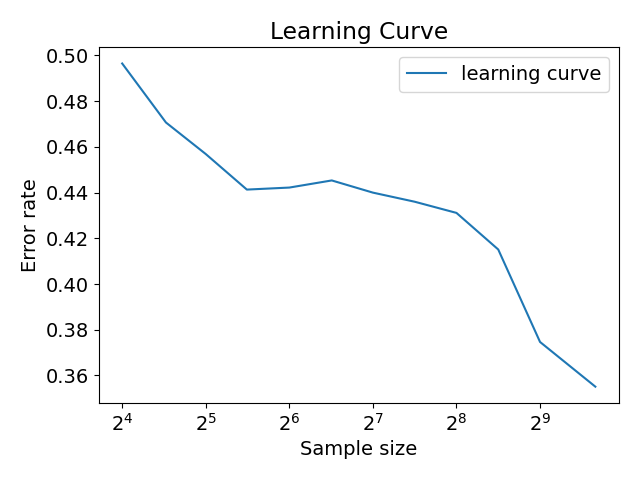 Learning Curve
learning curve
0.50
0.48
0.46
0.44
0.42
0.40
0.38
0.36
Error rate
2⁴ 2⁵ 2⁶ 2⁷ 2⁸ 2⁹
Sample size